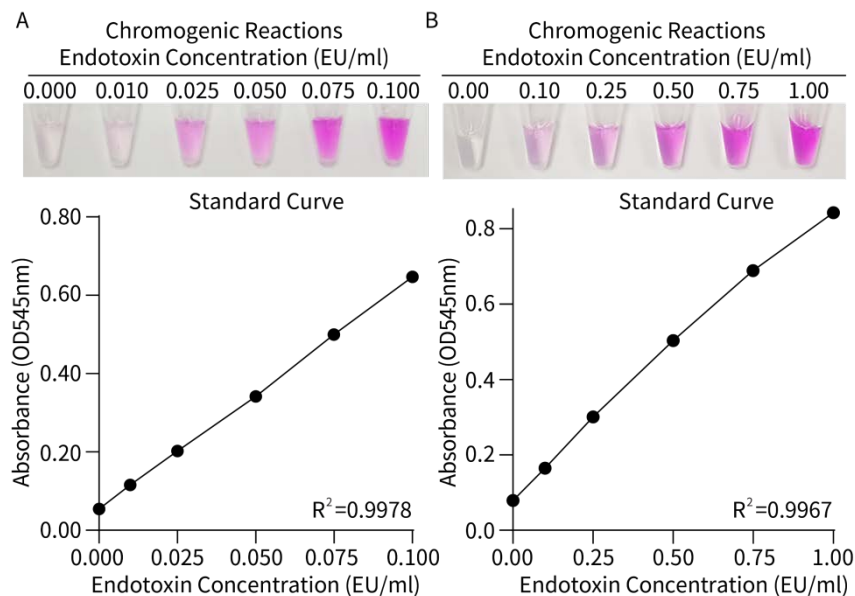 A
Chromogenic Reactions
Endotoxin Concentration (EU/ml)
0.000 0.010 0.025 0.050 0.075 0.100
Standard Curve
0.80
0.60
0.40
0.20
0.00
Absorbance (OD545nm)
R²=0.9978
0.000 0.025 0.050 0.075 0.100
Endotoxin Concentration (EU/ml)
B
Chromogenic Reactions
Endotoxin Concentration (EU/ml)
0.00 0.10 0.25 0.50 0.75 1.00
Standard Curve
0.8
0.6
0.4
0.2
0.0
Absorbance (OD545nm)
R²=0.9967
0.00 0.25 0.50 0.75 1.00
Endotoxin Concentration (EU/ml)